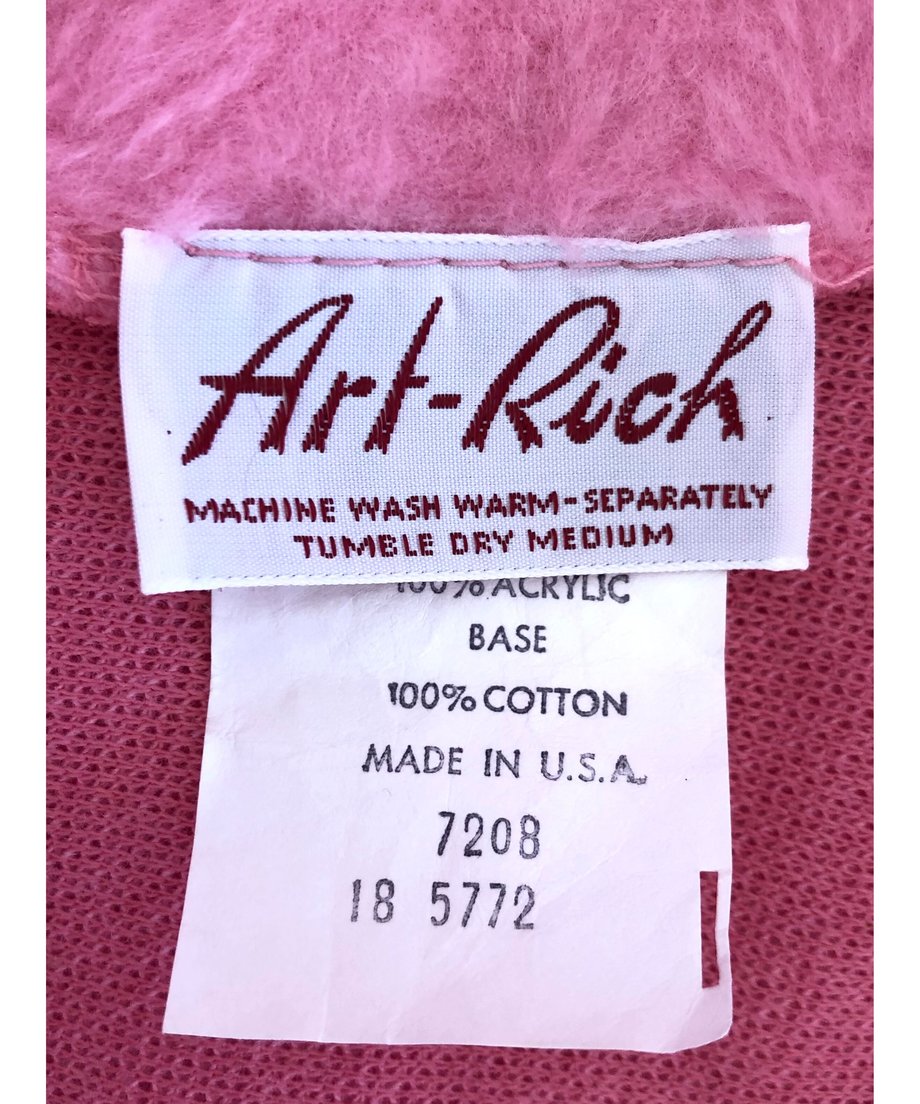 Art-Rich
MACHINE WASH WARM-SEPARATELY
TUMBLE DRY MEDIUM
100% ACRYLIC
BASE
100% COTTON
MADE IN U.S.A.
7208
18 5772